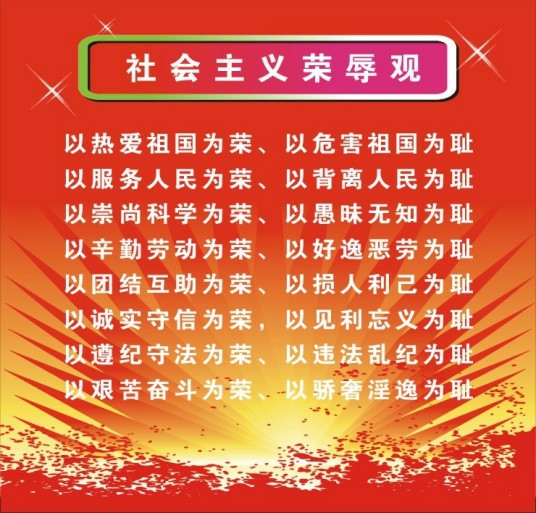 社会主义荣辱观
以热爱祖国为荣、以危害祖国为耻
以服务人民为荣、以背离人民为耻
以崇尚科学为荣、以愚昧无知为耻
以辛勤劳动为荣、以好逸恶劳为耻
以团结互助为荣、以损人利己为耻
以诚实守信为荣，以见利忘义为耻
以遵纪守法为荣、以违法乱纪为耻
以艰苦奋斗为荣、以骄奢淫逸为耻